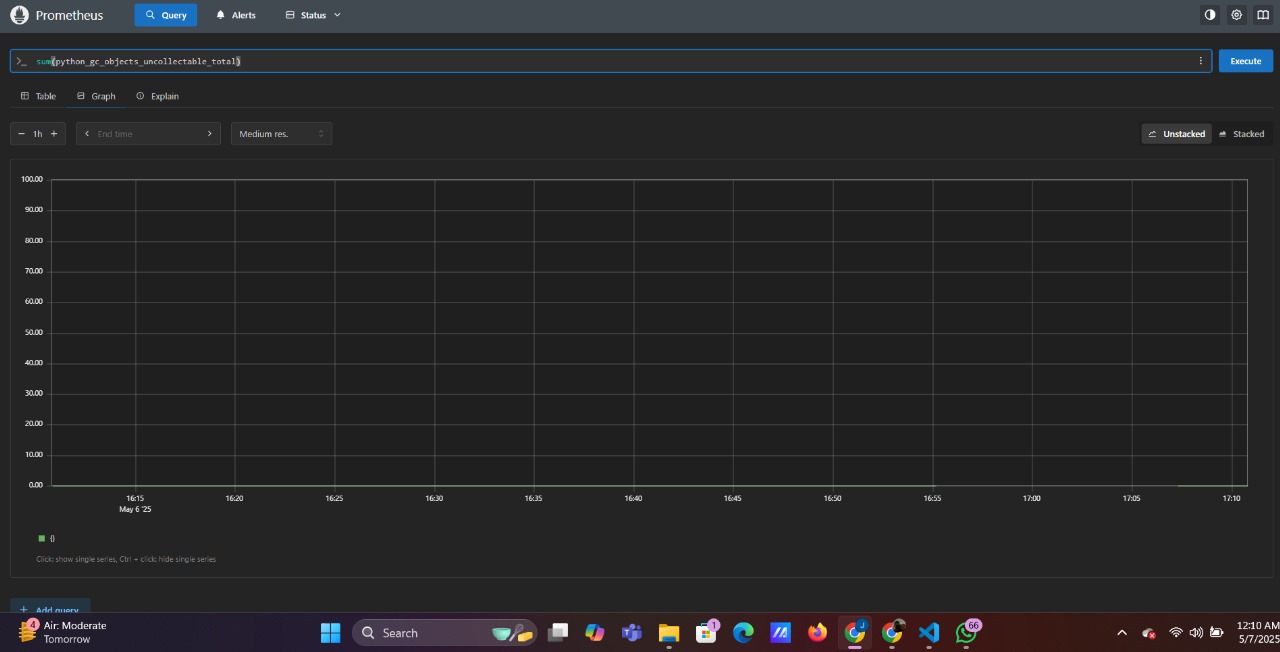 Prometheus Query Alerts Status
>_ sum(python_gc_objects_uncollectable_total) Execute
Table Graph Explain
− 1h + < End time > Medium res. Unstacked Stacked
100.00
90.00
80.00
70.00
60.00
50.00
40.00
30.00
20.00
10.00
0.00
16:15 16:20 16:25 16:30 16:35 16:40 16:45 16:50 16:55 17:00 17:05 17:10
May 6 '25
{}
Click: show single series, Ctrl + click: hide single series
+ Add query
4 Air: Moderate
Tomorrow
Search
1
J
66
12:10 AM
5/7/2025